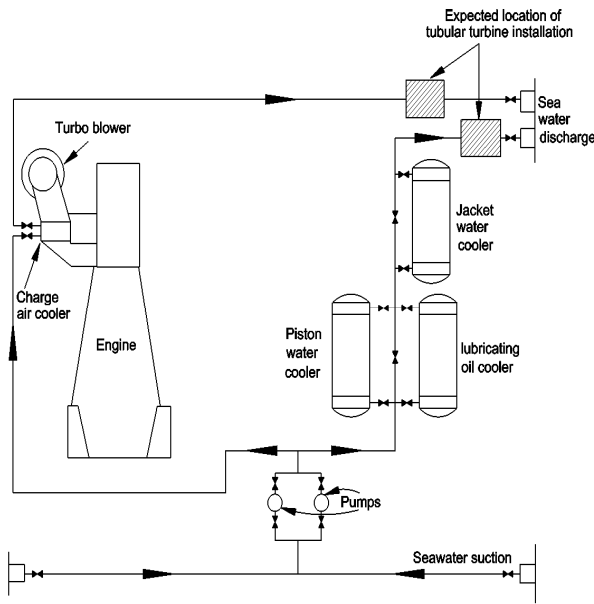 Expected location of
tubular turbine installation
Sea
water
discharge
Turbo blower
Jacket
water
cooler
Charge
air cooler
Engine
Piston
water
cooler
lubricating
oil cooler
Pumps
Seawater suction